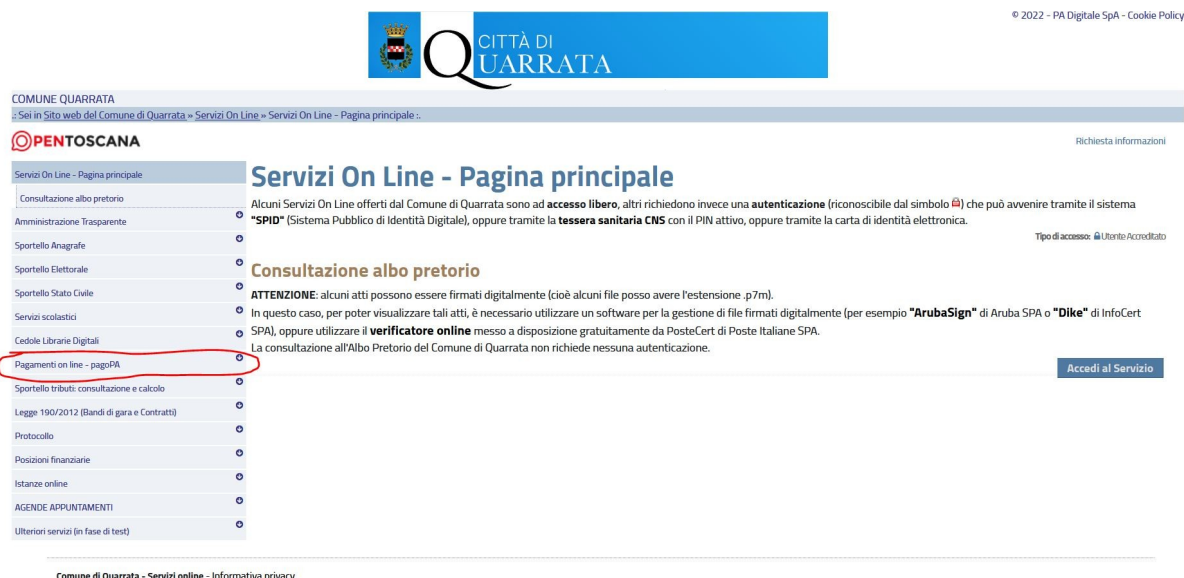 © 2022 - PA Digitale SpA - Cookie Policy
CITTÀ DI
QUARRATA
COMUNE QUARRATA
.: Sei in Sito web del Comune di Quarrata » Servizi On Line » Servizi On Line - Pagina principale :.
OPENTOSCANA
Richiesta informazioni
Servizi On Line - Pagina principale
Consultazione albo pretorio
Amministrazione Trasparente
Sportello Anagrafe
Sportello Elettorale
Sportello Stato Civile
Servizi scolastici
Cedole Librarie Digitali
Pagamenti on line - pagoPA
Sportello tributi: consultazione e calcolo
Legge 190/2012 (Bandi di gara e Contratti)
Protocollo
Posizioni finanziarie
Istanze online
AGENDE APPUNTAMENTI
Ulteriori servizi (in fase di test)
Servizi On Line - Pagina principale
Alcuni Servizi On Line offerti dal Comune di Quarrata sono ad accesso libero, altri richiedono invece una autenticazione (riconoscibile dal simbolo ) che può avvenire tramite il sistema
"SPID" (Sistema Pubblico di Identità Digitale), oppure tramite la tessera sanitaria CNS con il PIN attivo, oppure tramite la carta di identità elettronica.
Tipo di accesso: Utente Accreditato
Consultazione albo pretorio
ATTENZIONE: alcuni atti possono essere firmati digitalmente (cioè alcuni file posso avere l'estensione .p7m).
In questo caso, per poter visualizzare tali atti, è necessario utilizzare un software per la gestione di file firmati digitalmente (per esempio "ArubaSign" di Aruba SPA o "Dike" di InfoCert
SPA), oppure utilizzare il verificatore online messo a disposizione gratuitamente da PosteCert di Poste Italiane SPA.
La consultazione all'Albo Pretorio del Comune di Quarrata non richiede nessuna autenticazione.
Accedi al Servizio
Comune di Quarrata - Servizi online - Informativa privacy